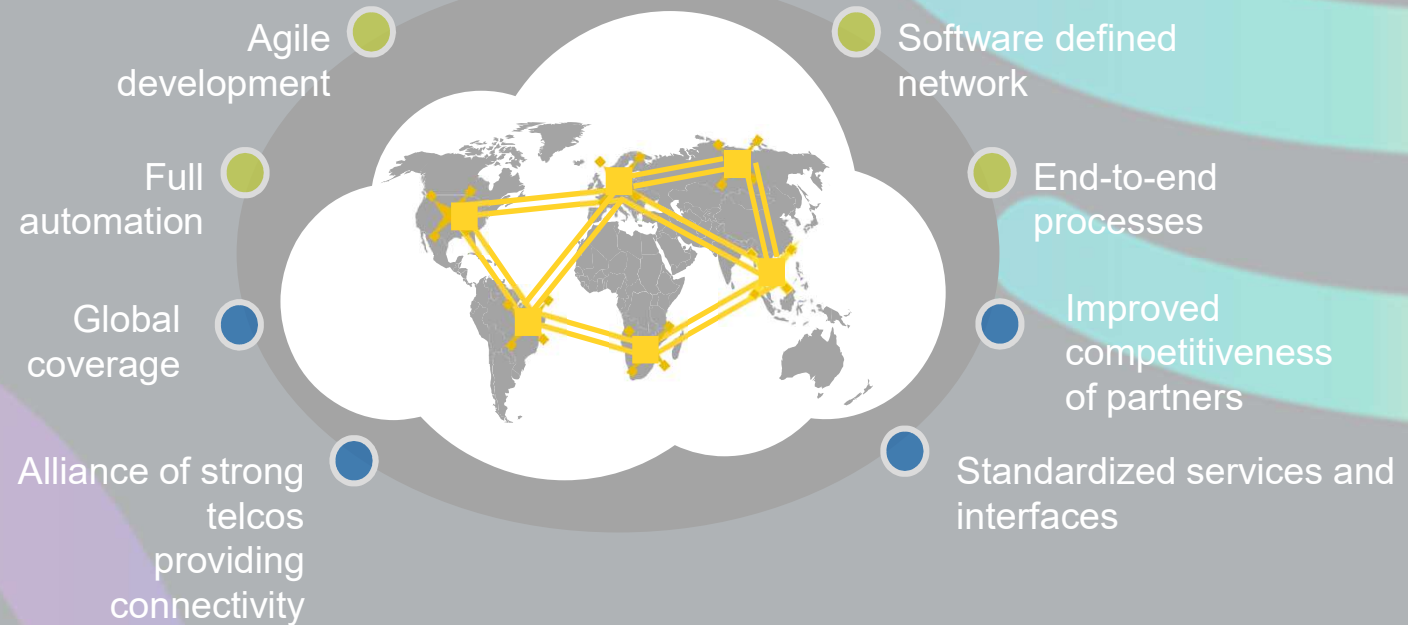 Agile
development
Full
automation
Global
coverage
Alliance of strong
telcos
providing
connectivity
Software defined
network
End-to-end
processes
Improved
competitiveness
of partners
Standardized services and
interfaces